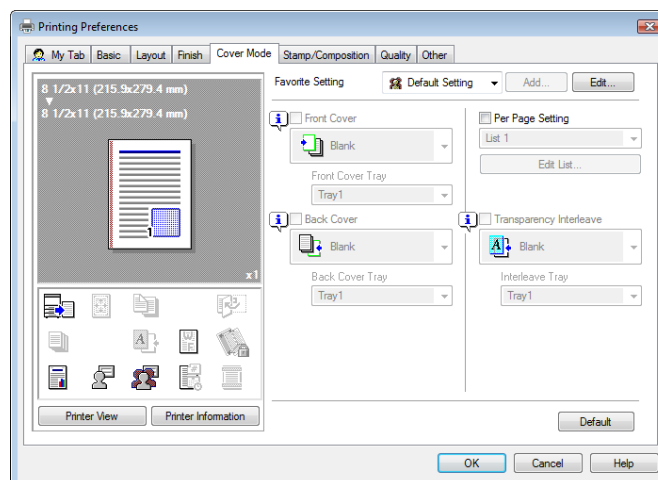 Printing Preferences
My Tab Basic Layout Finish Cover Mode Stamp/Composition Quality Other
8 1/2x11 (215.9x279.4 mm)
8 1/2x11 (215.9x279.4 mm)
1
x1
Printer View Printer Information
Favorite Setting Default Setting Add... Edit...
Front Cover
Blank
Front Cover Tray
Tray1
Per Page Setting
List 1
Edit List...
Back Cover
Blank
Back Cover Tray
Tray1
Transparency Interleave
A Blank
Interleave Tray
Tray1
Default
OK Cancel Help